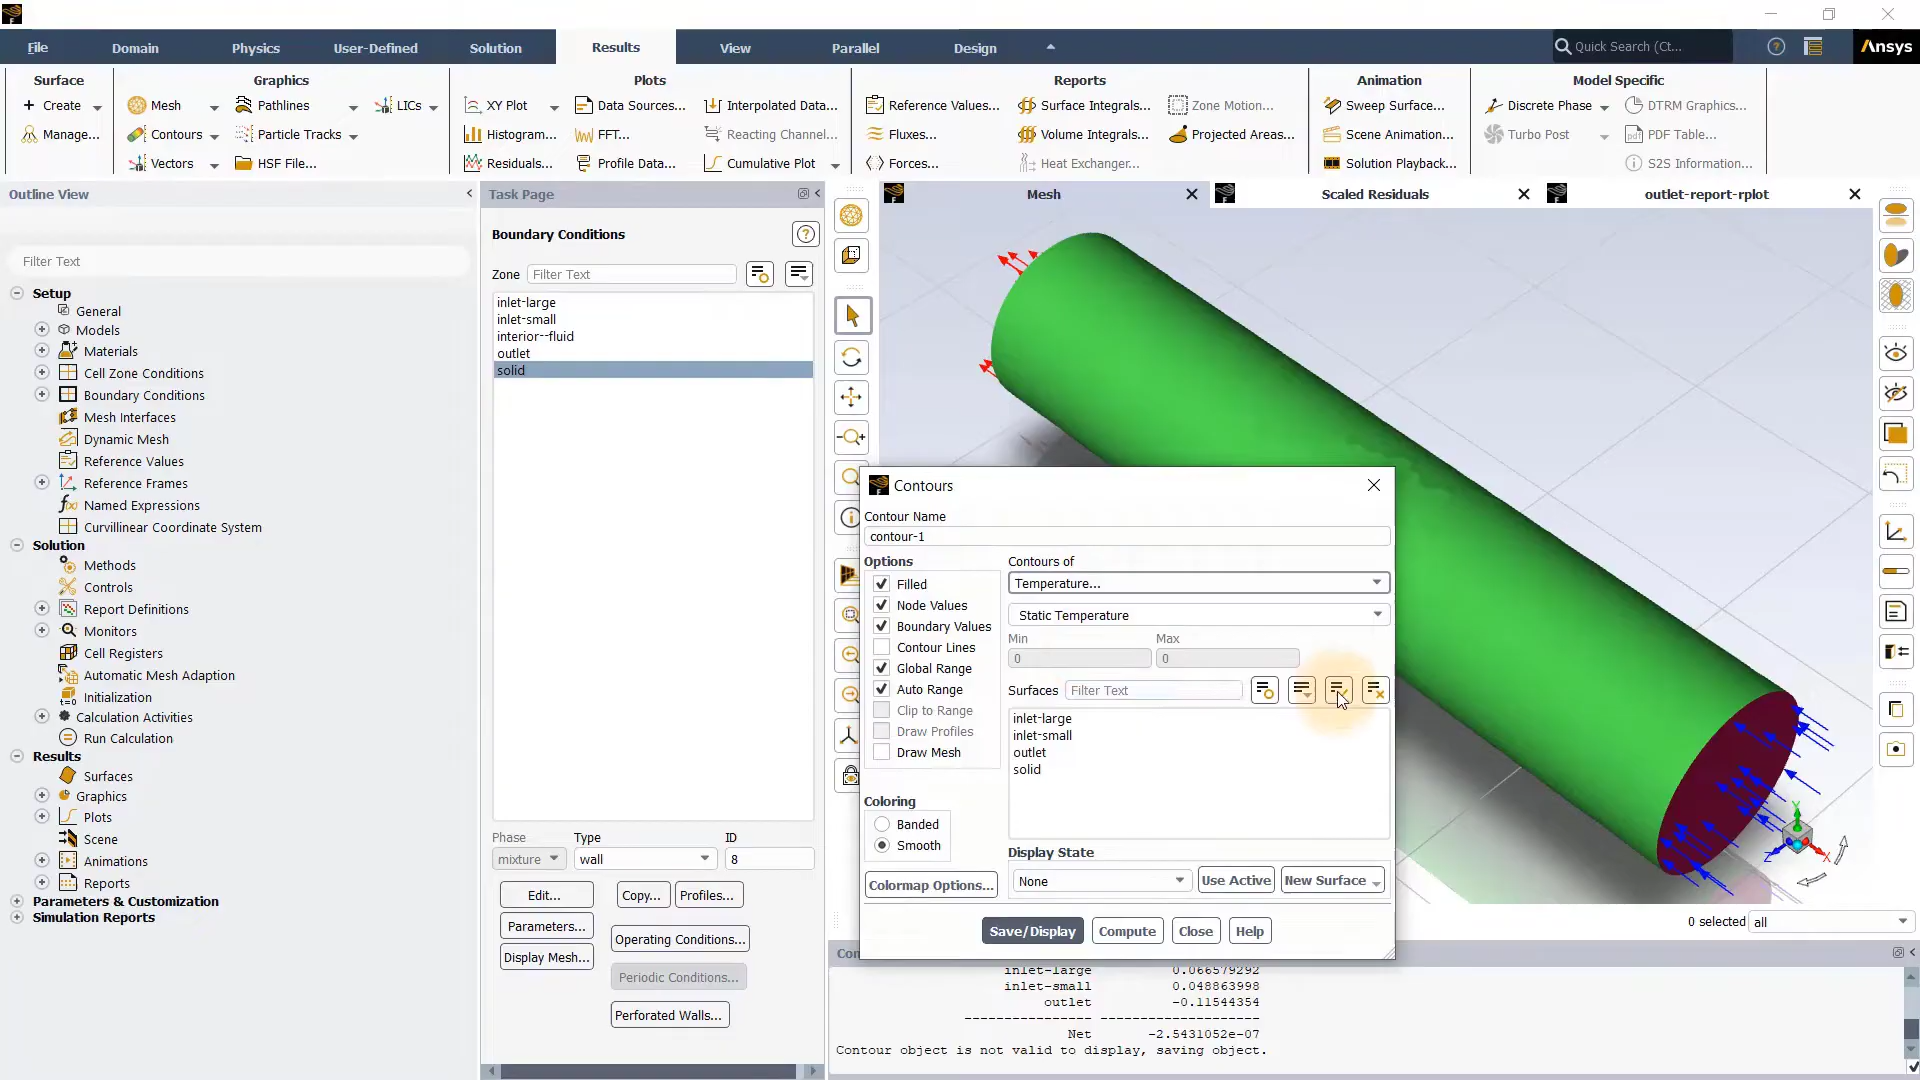 File Domain Physics User-Defined Solution Results View Parallel Design Quick Search (Ct... Ansys
Surface Graphics Plots Reports Animation Model Specific
Create Mesh Pathlines LICs XY Plot Data Sources... Interpolated Data... Reference Values... Surface Integrals... Zone Motion... Sweep Surface... Discrete Phase DTRM Graphics...
Manage... Contours Particle Tracks Histogram... FFT... Reacting Channel... Fluxes... Volume Integrals... Projected Areas... Scene Animation... Turbo Post PDF Table...
Vectors HSF File... Residuals... Profile Data... Cumulative Plot Forces... Heat Exchanger... Solution Playback... S2S Information...
Outline View
Filter Text
Setup
General
Models
Materials
Cell Zone Conditions
Boundary Conditions
Mesh Interfaces
Dynamic Mesh
Reference Values
Reference Frames
Named Expressions
Curvillinear Coordinate System
Solution
Methods
Controls
Report Definitions
Monitors
Cell Registers
Automatic Mesh Adaption
Initialization
Calculation Activities
Run Calculation
Results
Surfaces
Graphics
Plots
Scene
Animations
Reports
Parameters & Customization
Simulation Reports
Task Page
Boundary Conditions
Zone Filter Text
inlet-large
inlet-small
interior--fluid
outlet
solid
Phase Type ID
mixture wall 8
Edit... Copy... Profiles...
Parameters... Operating Conditions...
Display Mesh... Periodic Conditions...
Perforated Walls...
Mesh Scaled Residuals outlet-report-rplot
Contours
Contour Name
contour-1
Options
Filled
Node Values
Boundary Values
Contour Lines
Global Range
Auto Range
Clip to Range
Draw Profiles
Draw Mesh
Coloring
Banded
Smooth
Colormap Options...
Contours of
Temperature...
Static Temperature
Min Max
0 0
Surfaces Filter Text
inlet-large
inlet-small
outlet
solid
Display State
None Use Active New Surface
Save/Display Compute Close Help
Y
Z X
0 selected all
Con
inlet-large 0.066579292
inlet-small 0.048863998
outlet -0.11544354
---------------- --------------------
Net -2.5431052e-07
Contour object is not valid to display, saving object.